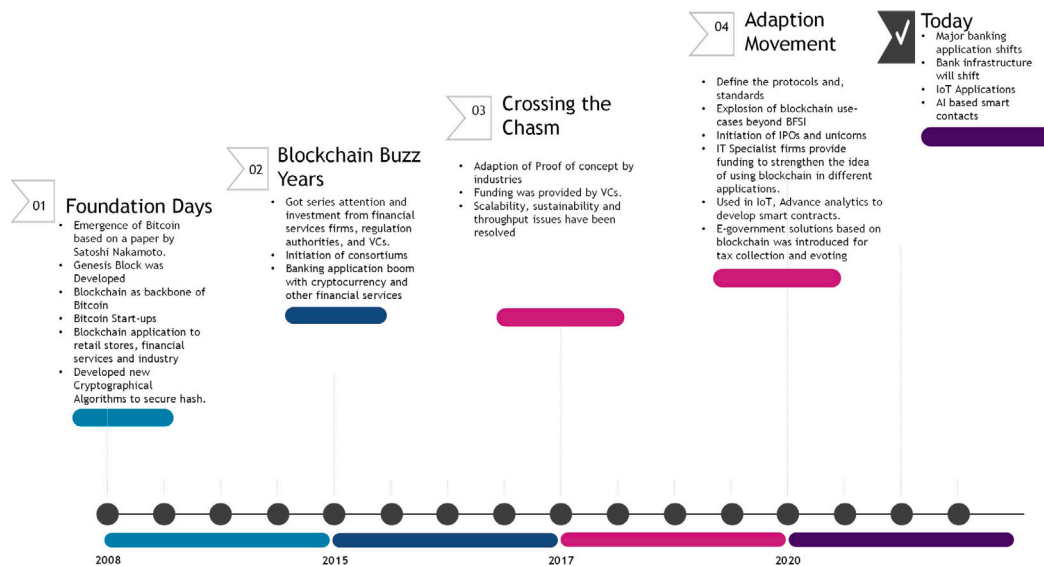 01
Foundation Days
• Emergence of Bitcoin
based on a paper by
Satoshi Nakamoto.
• Genesis Block was
Developed
• Blockchain as backbone of
Bitcoin
• Bitcoin Start-ups
• Blockchain application to
retail stores, financial
services and industry
• Developed new
Cryptographical
Algorithms to secure hash.
02
Blockchain Buzz
Years
• Got series attention and
investment from financial
services firms, regulation
authorities, and VCs.
• Initiation of consortiums
• Banking application boom
with cryptocurrency and
other financial services
03
Crossing the
Chasm
• Adaption of Proof of concept by
industries
• Funding was provided by VCs.
• Scalability, sustainability and
throughput issues have been
resolved
04
Adaption
Movement
• Define the protocols and,
standards
• Explosion of blockchain use-
cases beyond BFSI
• Initiation of IPOs and unicorns
• IT Specialist firms provide
funding to strengthen the idea
of using blockchain in different
applications.
• Used in IoT, Advance analytics to
develop smart contracts.
• E-government solutions based on
blockchain was introduced for
tax collection and evoting
Today
• Major banking
application shifts
• Bank infrastructure
will shift
• IoT Applications
• AI based smart
contacts
2008
2015
2017
2020